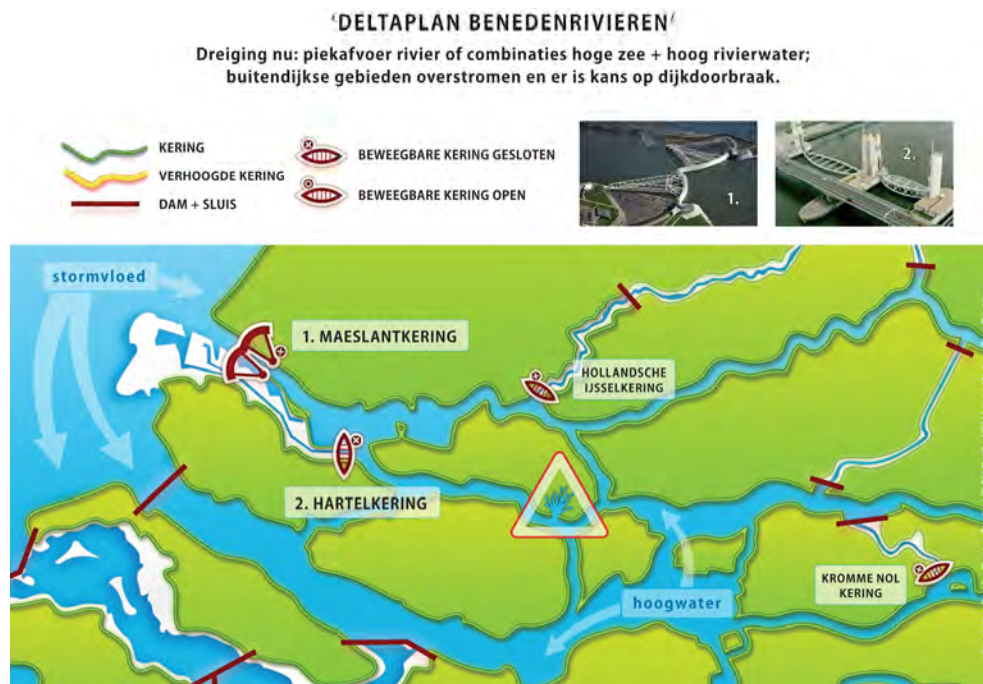 ‘DELTAPLAN BENEDENRIVIEREN’
Dreiging nu: piekafvoer rivier of combinaties hoge zee + hoog rivierwater;
buitendijkse gebieden overstromen en er is kans op dijkdoorbraak.
KERING
VERHOOGDE KERING
DAM + SLUIS
BEWEEGBARE KERING GESLOTEN
BEWEEGBARE KERING OPEN
1.
2.
stormvloed
1. MAESLANTKERING
HOLLANDSCHE
IJSSELKERING
2. HARTELKERING
hoogwater
KROMME NOL
KERING